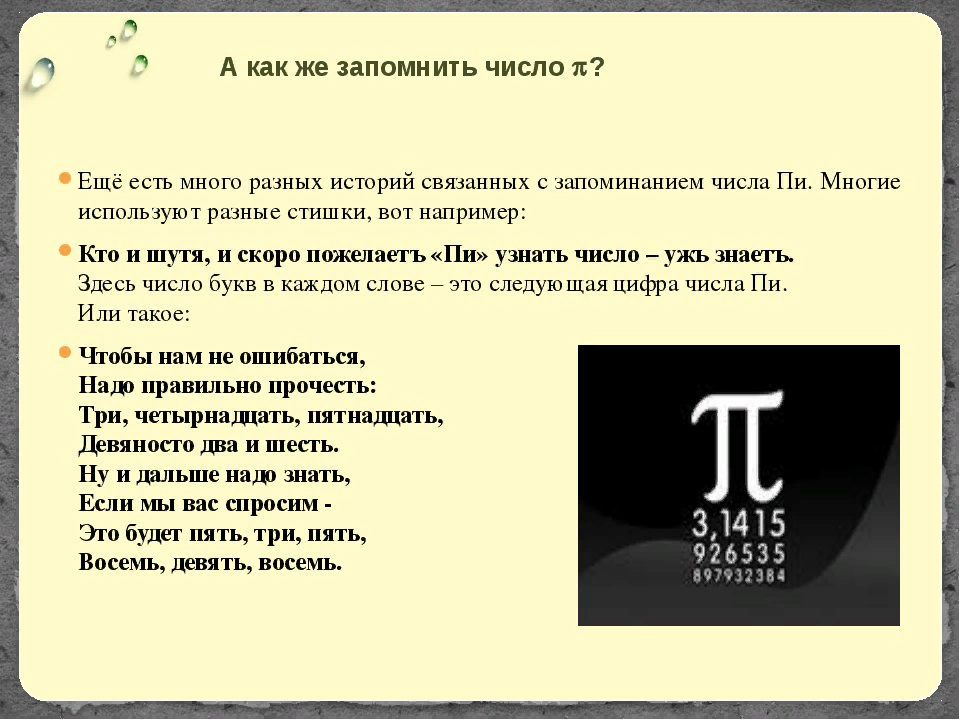 А как же запомнить число π?
Ещё есть много разных историй связанных с запоминанием числа Пи. Многие
используют разные стишки, вот например:
Кто и шутя, и скоро пожелаетъ «Пи» узнать число – ужъ знаетъ.
Здесь число букв в каждом слове – это следующая цифра числа Пи.
Или такое:
Чтобы нам не ошибаться,
Надо правильно прочесть:
Три, четырнадцать, пятнадцать,
Девяносто два и шесть.
Ну и дальше надо знать,
Если мы вас спросим -
Это будет пять, три, пять,
Восемь, девять, восемь.
π
3,1415
926535
897932384